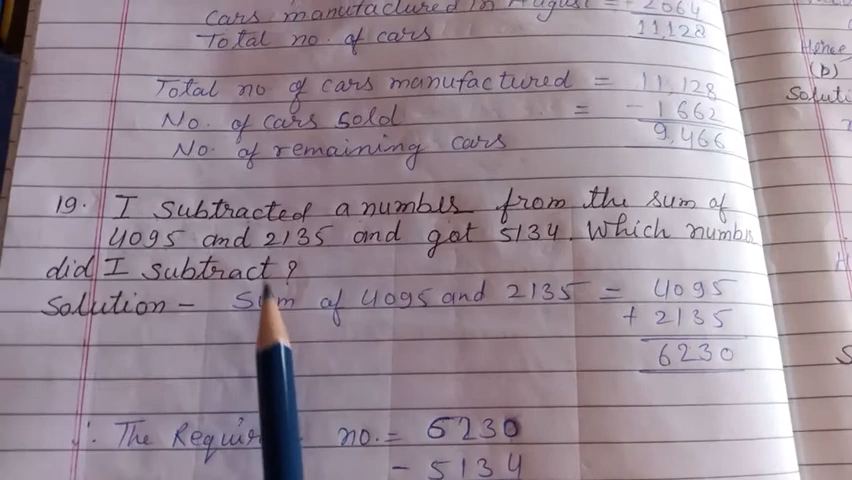 Cars manufactured in August = 2064
Total no. of cars 11,128
Total no. of cars manufactured = 11,128
No. of cars sold = - 1662
No. of remaining cars 9,466
19. I subtracted a number from the sum of
4095 and 2135 and got 5134. Which number
did I subtract?
Solution - Sum of 4095 and 2135 = 4095
+ 2135
6230
∴ The no. = 6230
- 5134
Hence
(b)